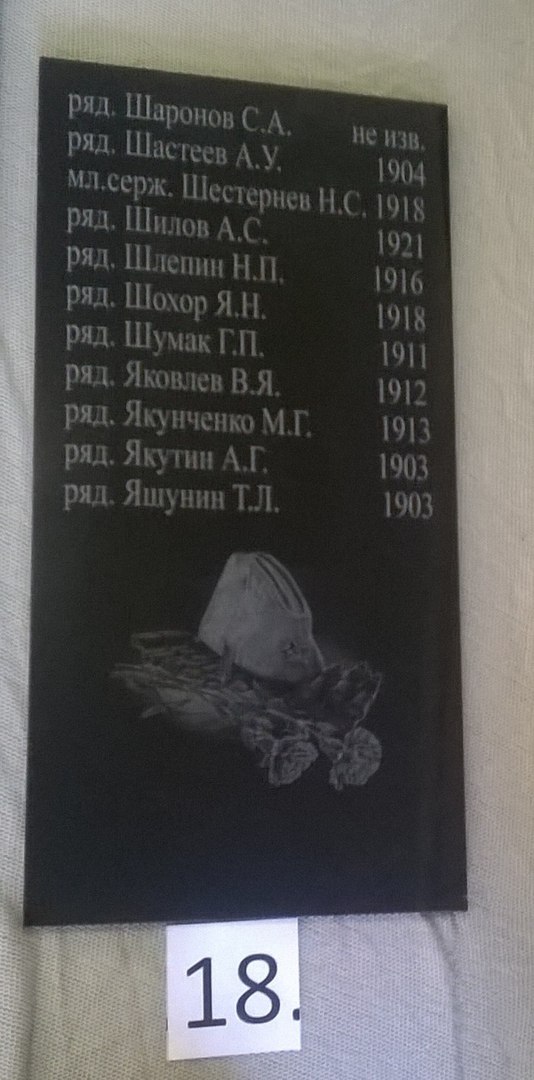 ряд. Шаронов С.А. не изв.
ряд. Шастеев А.У. 1904
мл.серж. Шестернев Н.С. 1918
ряд. Шилов А.С. 1921
ряд. Шлепин Н.П. 1916
ряд. Шохор Я.Н. 1918
ряд. Шумак Г.П. 1911
ряд. Яковлев В.Я. 1912
ряд. Якунченко М.Г. 1913
ряд. Якутин А.Г. 1903
ряд. Яшунин Т.Л. 1903
18.